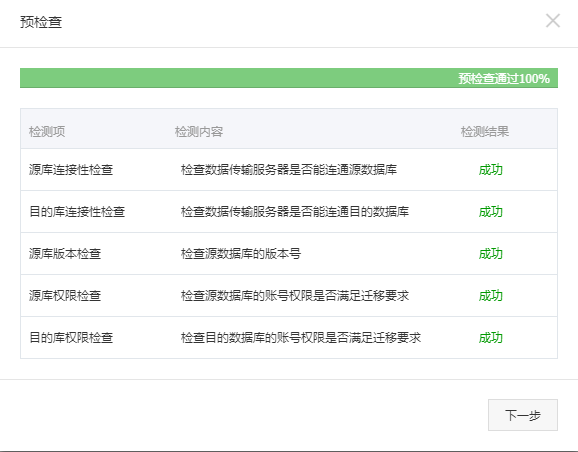 预检查
预检查通过100%
检测项 检测内容 检测结果
源库连接性检查 检查数据传输服务器是否能连通源数据库 成功
目的库连接性检查 检查数据传输服务器是否能连通目的数据库 成功
源库版本检查 检查源数据库的版本号 成功
源库权限检查 检查源数据库的账号权限是否满足迁移要求 成功
目的库权限检查 检查目的数据库的账号权限是否满足迁移要求 成功
下一步